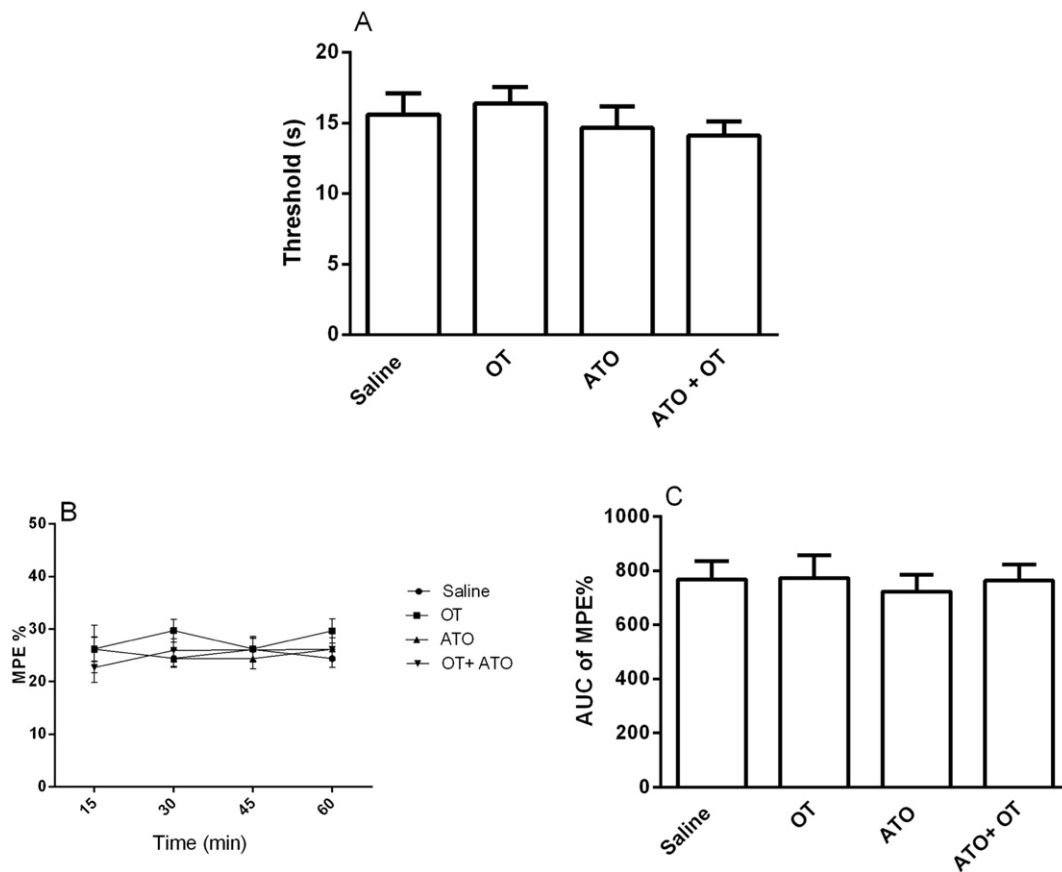 A
Threshold (s)
20
15
10
5
0
Saline
OT
ATO
ATO + OT
B
MPE %
50
40
30
20
10
0
15
30
45
60
Time (min)
Saline
OT
ATO
OT+ ATO
C
AUC of MPE%
1000
800
600
400
200
0
Saline
OT
ATO
ATO+ OT